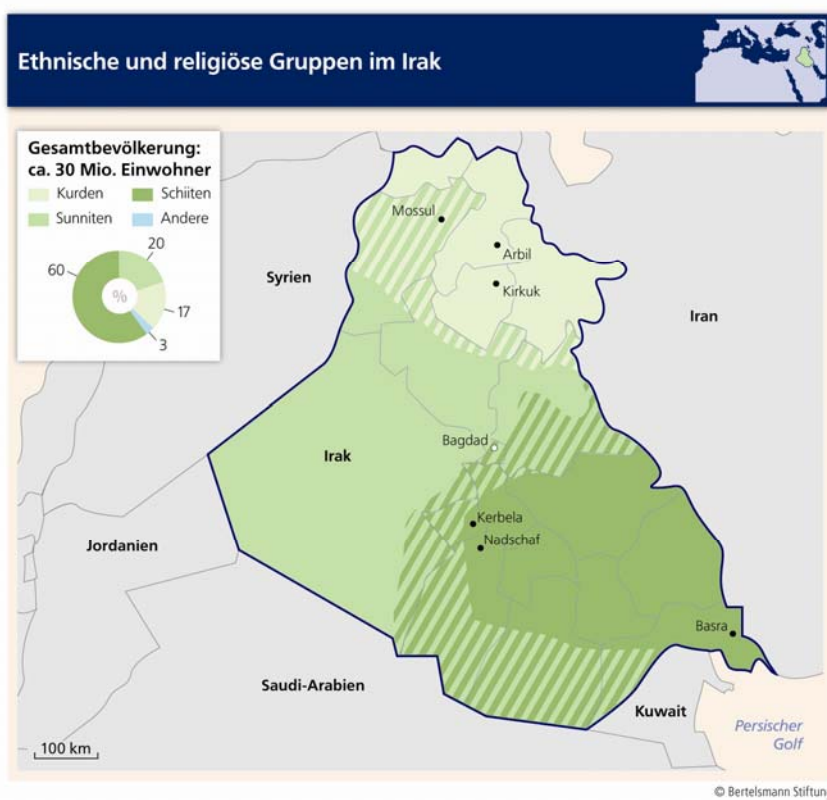 Ethnische und religiöse Gruppen im Irak
Gesamtbevölkerung:
ca. 30 Mio. Einwohner
Kurden
Schiiten
Sunniten
Andere
20
60
%
17
3
Mossul
Arbil
Kirkuk
Syrien
Iran
Bagdad
Irak
Kerbela
Nadschaf
Jordanien
Basra
Saudi-Arabien
Kuwait
Persischer
Golf
100 km
© Bertelsmann Stiftung